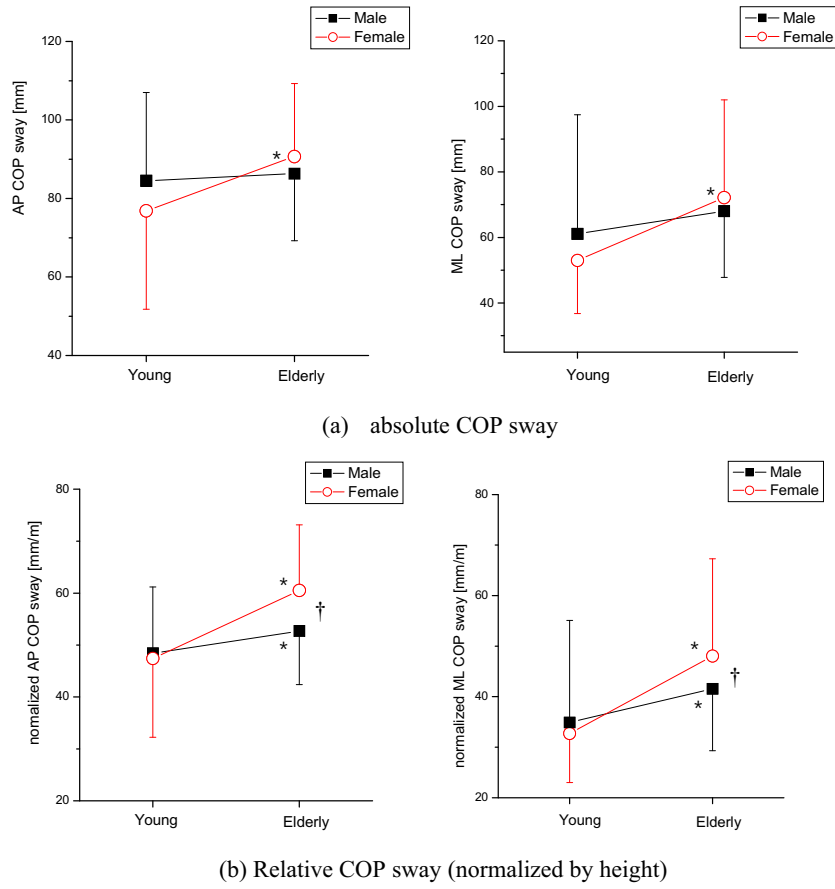 Male
Female
120
100
80
60
40
AP COP sway [mm]
*
Young
Elderly
Male
Female
120
100
80
60
40
ML COP sway [mm]
*
Young
Elderly
(a) absolute COP sway
Male
Female
80
60
40
20
nomalized AP COP sway [mm/m]
*
†
*
Young
Elderly
Male
Female
80
60
40
20
normalized ML COP sway [mm/m]
*
†
*
Young
Elderly
(b) Relative COP sway (normalized by height)